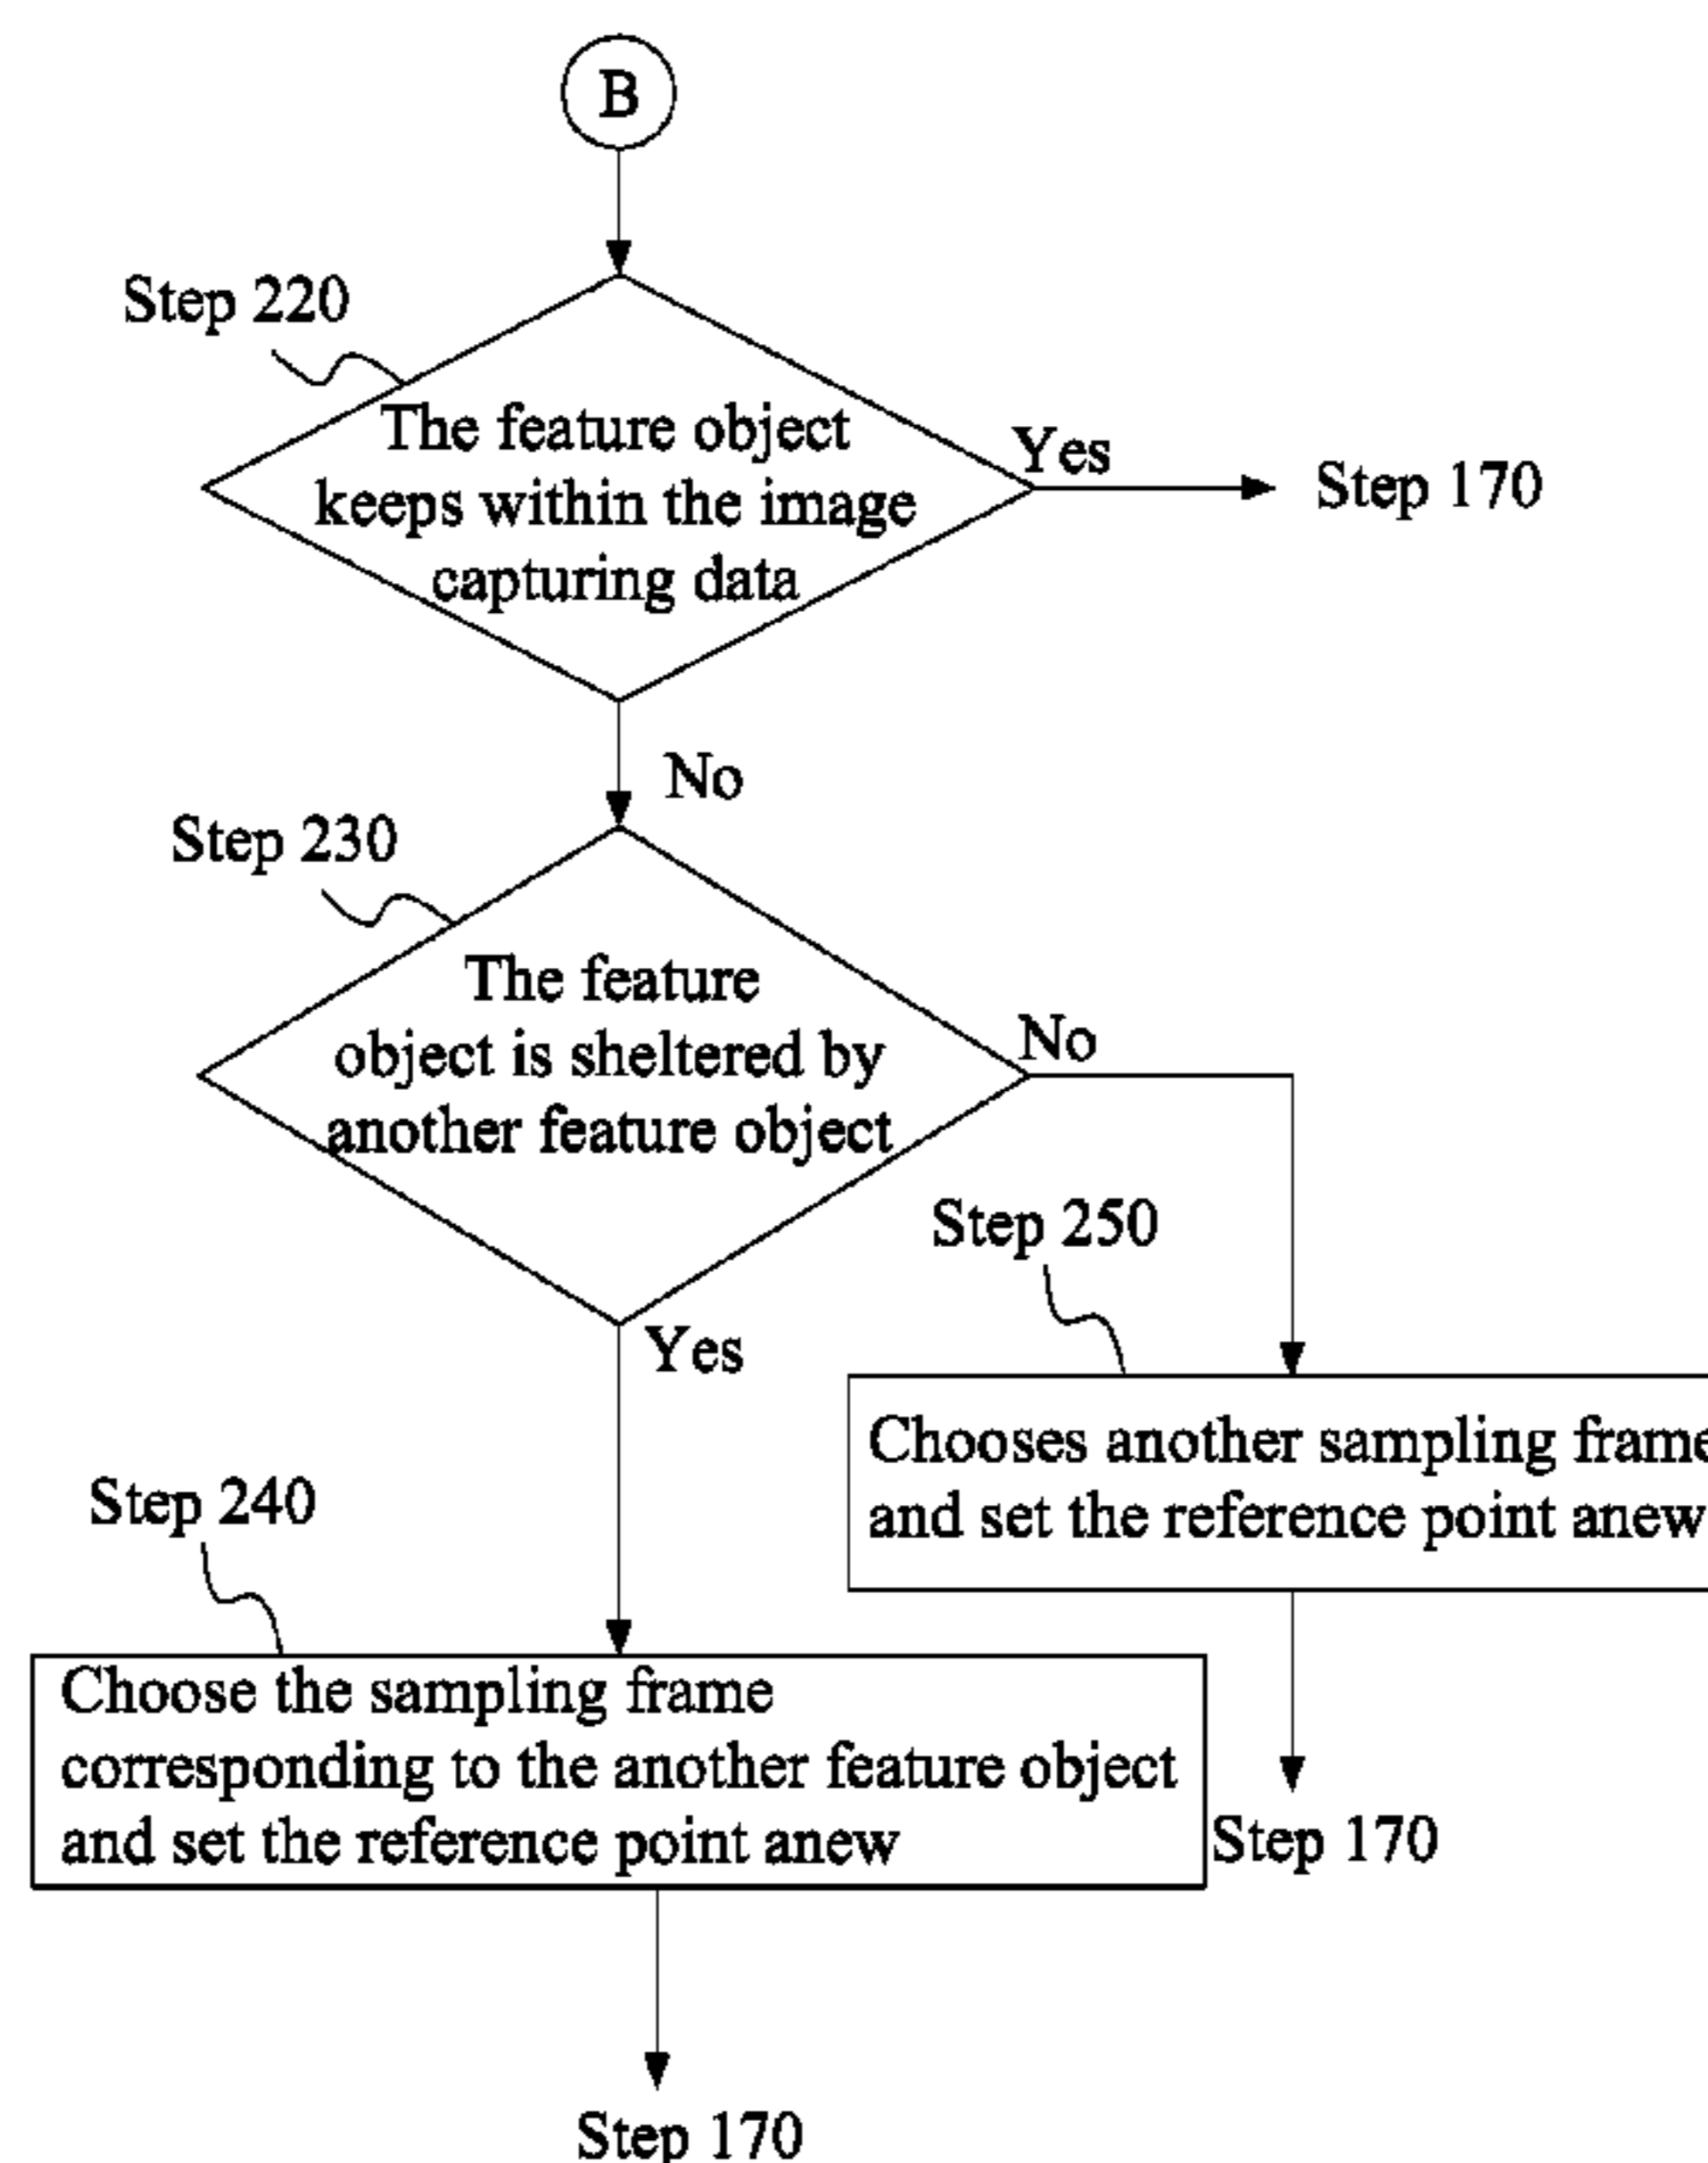 B
Step 220
The feature object
keeps within the image
capturing data
Yes
Step 170
No
Step 230
The feature
object is sheltered by
another feature object
No
Step 250
Yes
Chooses another sampling frame
and set the reference point anew
Step 240
Choose the sampling frame
corresponding to the another feature object
and set the reference point anew
Step 170
Step 170